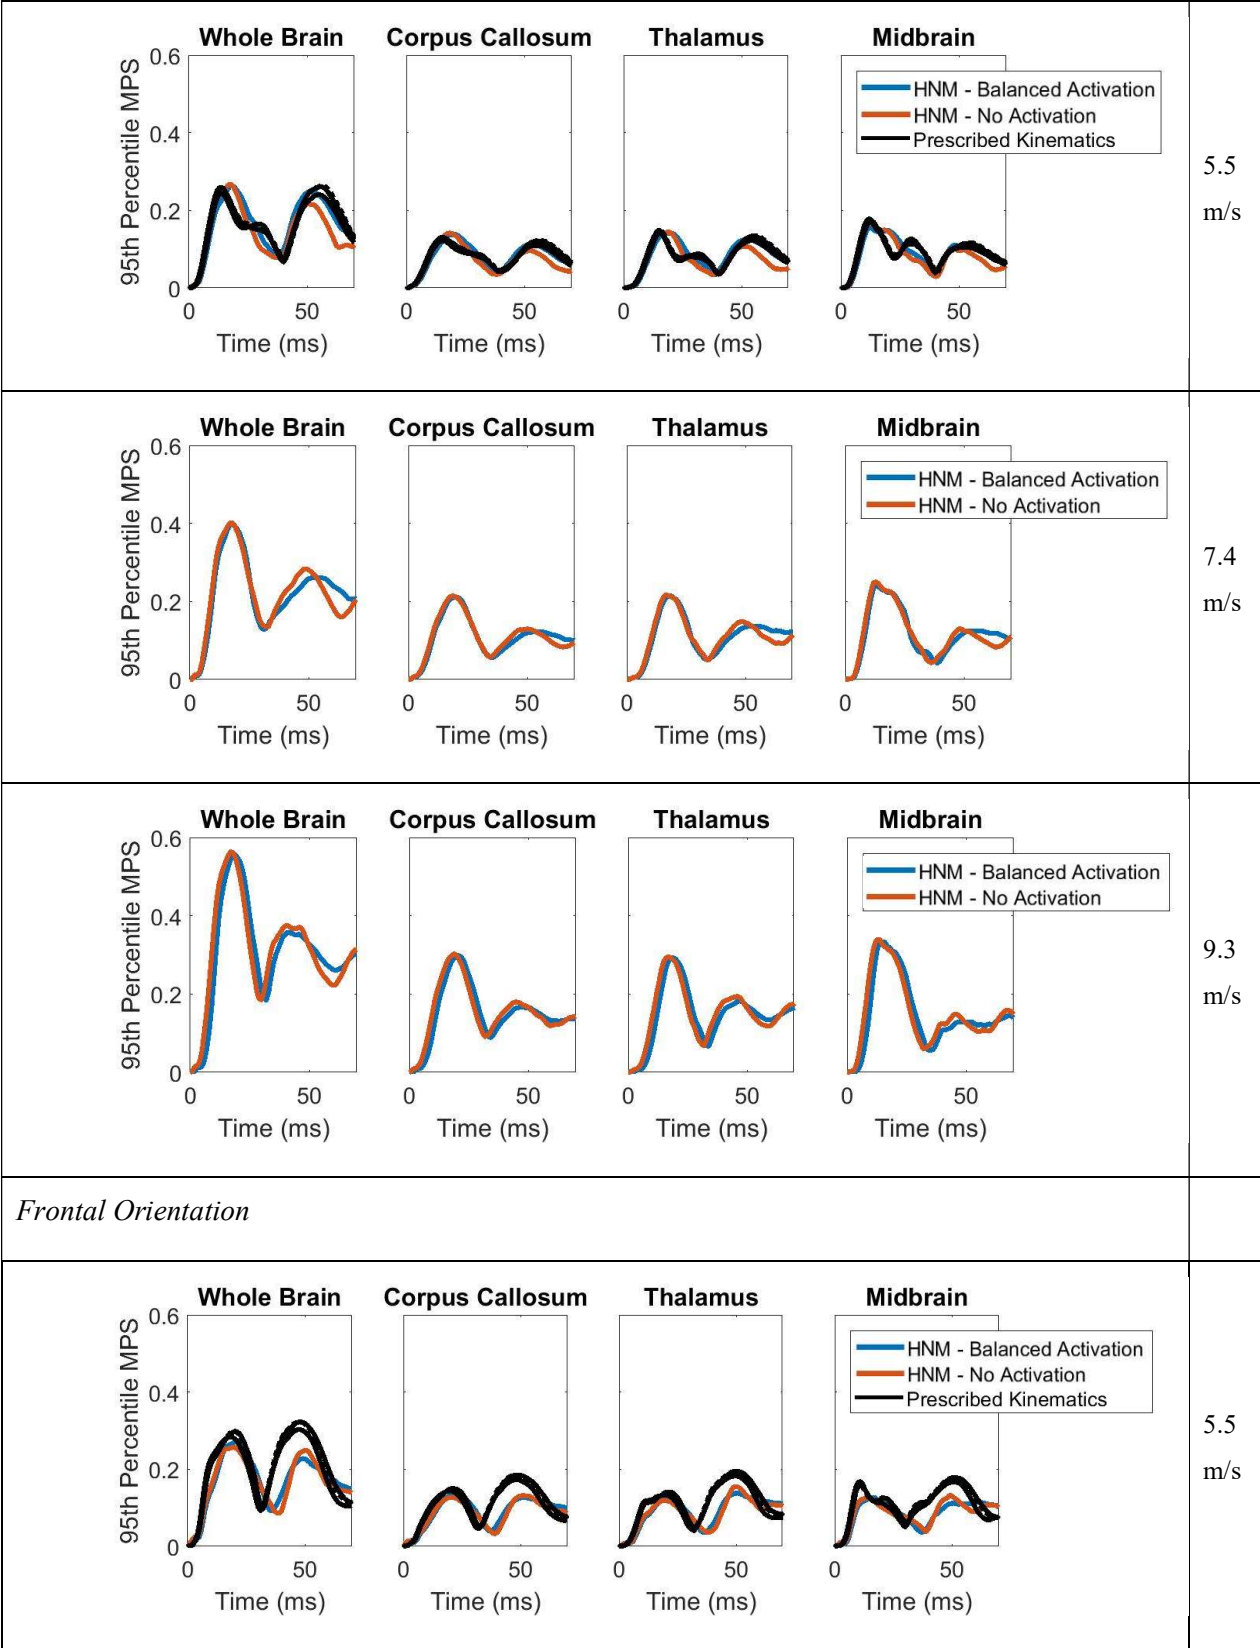 Whole Brain Corpus Callosum Thalamus Midbrain
0.6
0.4
0.2
0
95th Percentile MPS
HNM - Balanced Activation
HNM - No Activation
Prescribed Kinematics
0 50 0 50 0 50 0 50
Time (ms) Time (ms) Time (ms) Time (ms)
5.5
m/s
Whole Brain Corpus Callosum Thalamus Midbrain
0.6
0.4
0.2
0
95th Percentile MPS
HNM - Balanced Activation
HNM - No Activation
0 50 0 50 0 50 0 50
Time (ms) Time (ms) Time (ms) Time (ms)
7.4
m/s
Whole Brain Corpus Callosum Thalamus Midbrain
0.6
0.4
0.2
0
95th Percentile MPS
HNM - Balanced Activation
HNM - No Activation
0 50 0 50 0 50 0 50
Time (ms) Time (ms) Time (ms) Time (ms)
9.3
m/s
Frontal Orientation
Whole Brain Corpus Callosum Thalamus Midbrain
0.6
0.4
0.2
0
95th Percentile MPS
HNM - Balanced Activation
HNM - No Activation
Prescribed Kinematics
0 50 0 50 0 50 0 50
Time (ms) Time (ms) Time (ms) Time (ms)
5.5
m/s